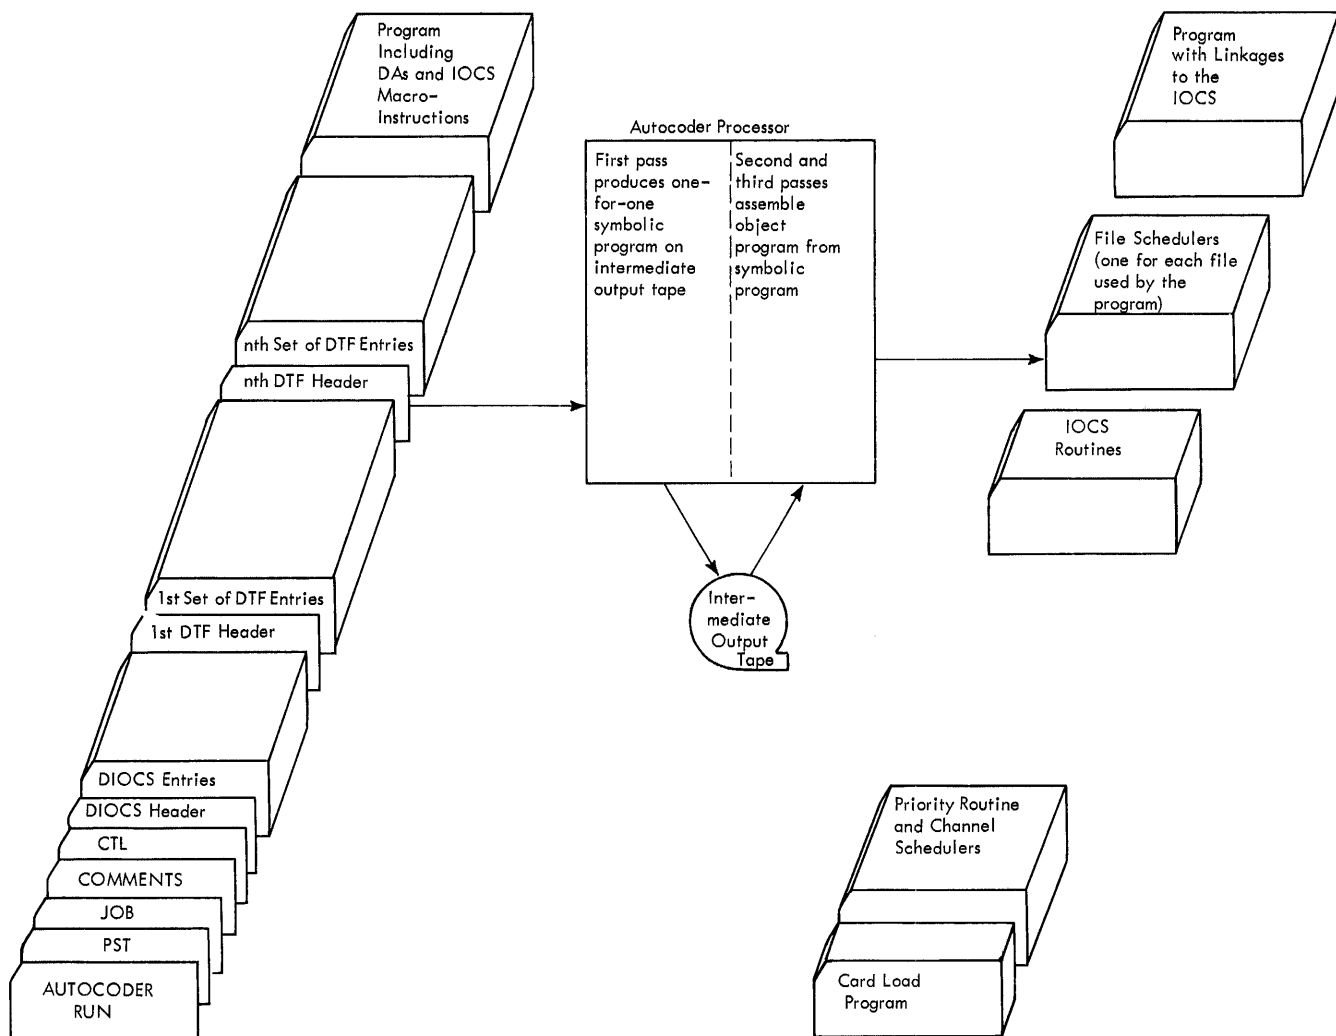 Program
Including
DAs and IOCS
Macro-
Instructions
nth Set of DTF Entries
nth DTF Header
1st Set of DTF Entries
1st DTF Header
DIOCS Entries
DIOCS Header
CTL
COMMENTS
JOB
PST
AUTOCODER
RUN
Autocoder Processor
First pass
produces one-
for-one
symbolic
program on
intermediate
output tape
Second and
third passes
assemble
object
program from
symbolic
program
Inter-
mediate
Output
Tape
Program
with Linkages
to the
IOCS
File Schedulers
(one for each file
used by the
program)
IOCS
Routines
Priority Routine
and Channel
Schedulers
Card Load
Program